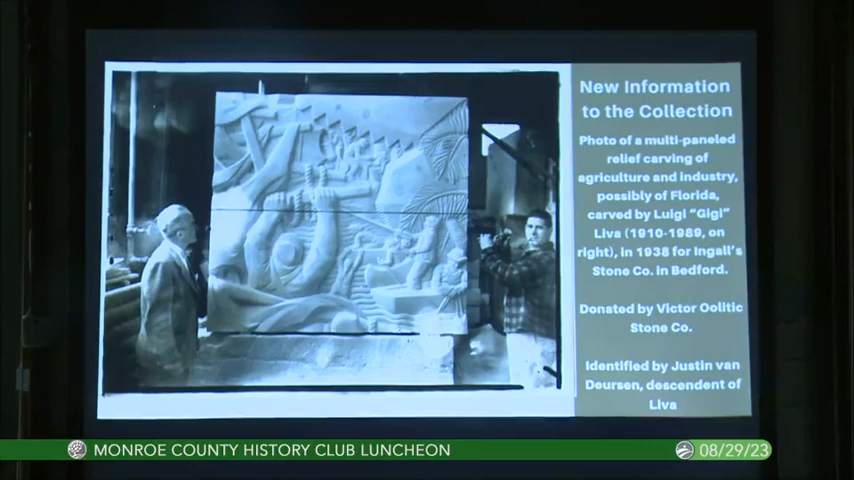 New Information
to the Collection
Photo of a multi-paneled
relief carving of
agriculture and industry,
possibly of Florida,
carved by Luigi "Gigi"
Liva (1910-1989, on
right), in 1938 for Ingall's
Stone Co. in Bedford.
Donated by Victor Oolitic
Stone Co.
Identified by Justin van
Deursen, descendent of
Liva
MONROE COUNTY HISTORY CLUB LUNCHEON
08/29/23